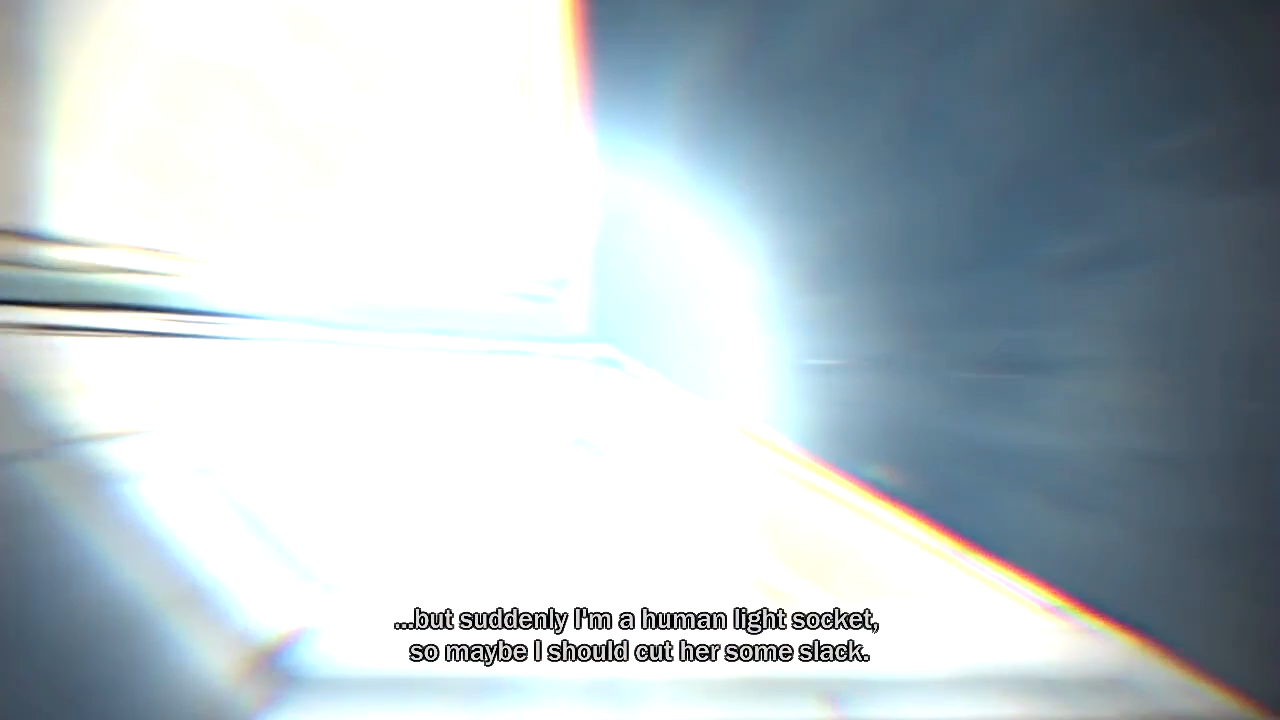 ...but suddenly I'm a human light socket,
so maybe I should cut her some slack.